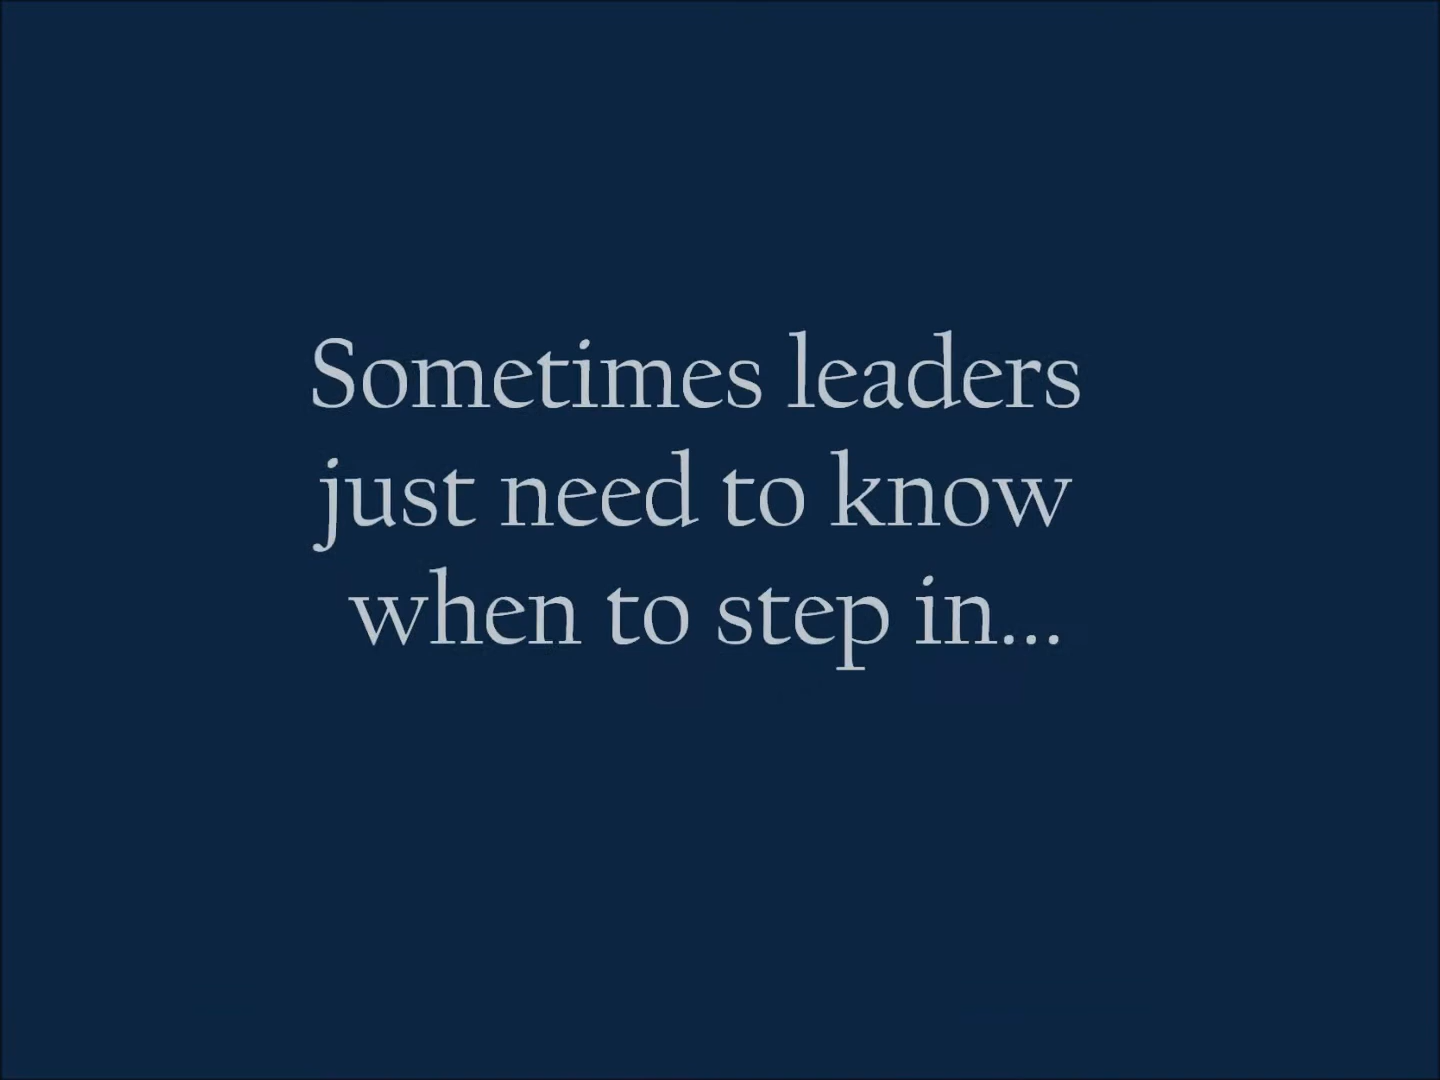 Sometimes leaders
just need to know
when to step in...